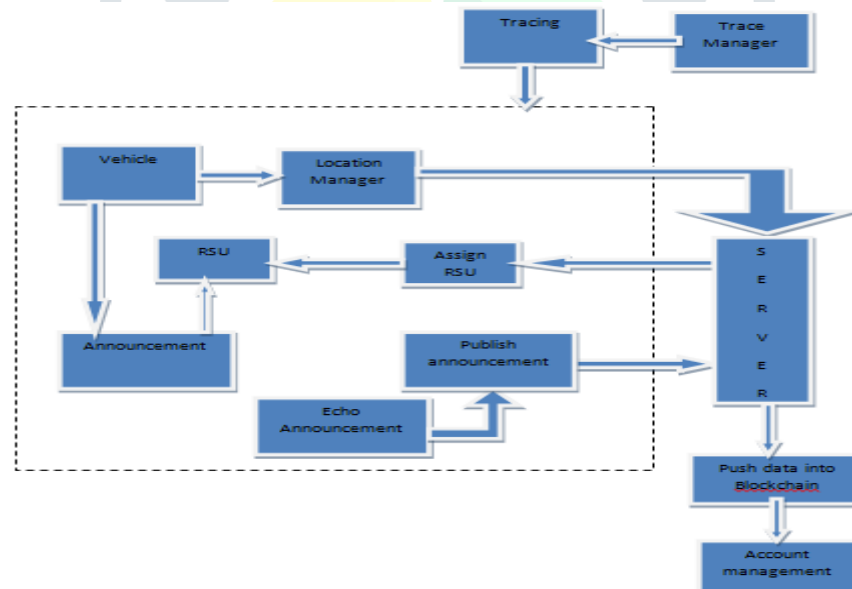 Tracing
Trace
Manager
Vehicle
Location
Manager
RSU
Assign
RSU
S
E
R
V
E
R
Announcement
Publish
announcement
Echo
Announcement
Push data into
Blockchain
Account
management